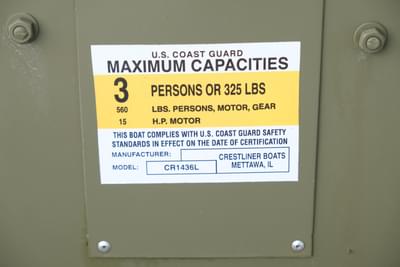 U.S. COAST GUARD
MAXIMUM CAPACITIES
3 PERSONS OR 325 LBS
560 LBS. PERSONS, MOTOR, GEAR
15 H.P. MOTOR
THIS BOAT COMPLIES WITH U.S. COAST GUARD SAFETY
STANDARDS IN EFFECT ON THE DATE OF CERTIFICATION
MANUFACTURER: CRESTLINER BOATS
METTAWA, IL
MODEL: CR1436L